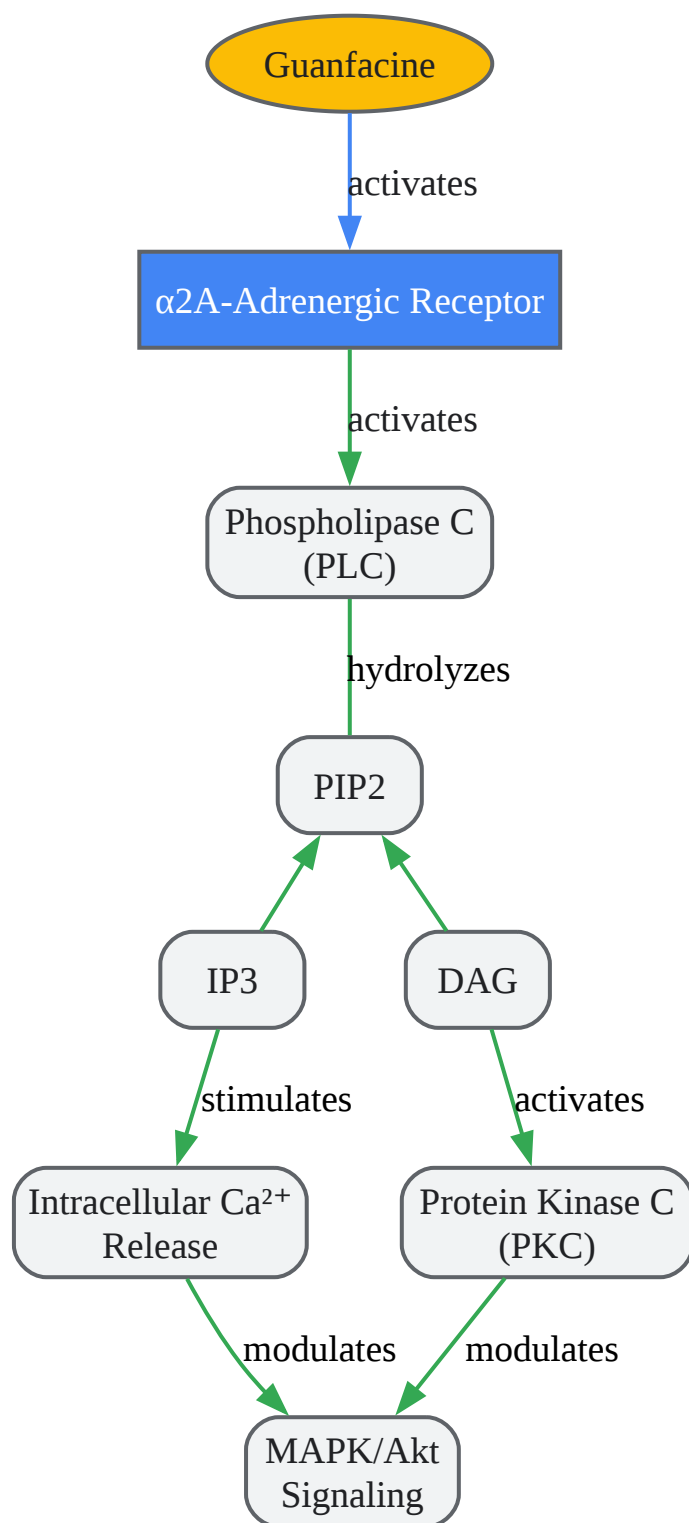 Guanfacine
activates
α2A-Adrenergic Receptor
activates
Phospholipase C
(PLC)
hydrolyzes
PIP2
IP3
DAG
stimulates
activates
Intracellular Ca²⁺
Release
Protein Kinase C
(PKC)
modulates
modulates
MAPK/Akt
Signaling